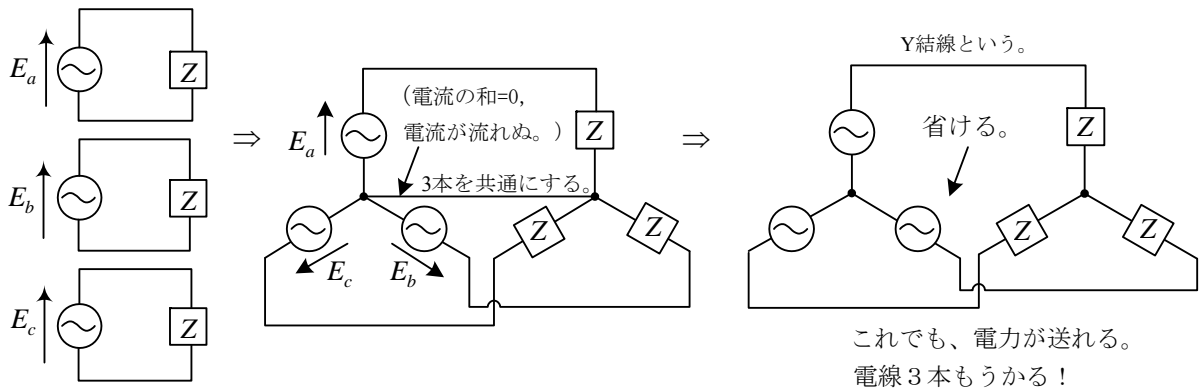 E_a
Z
E_b
Z
E_c
Z
⇒
E_a
(電流の和=0,
電流が流れぬ。)
Z
3本を共通にする。
E_c
E_b
Z
Z
⇒
Y結線という。
省ける。
Z
Z
Z
これでも、電力が送れる。
電線３本もうかる！